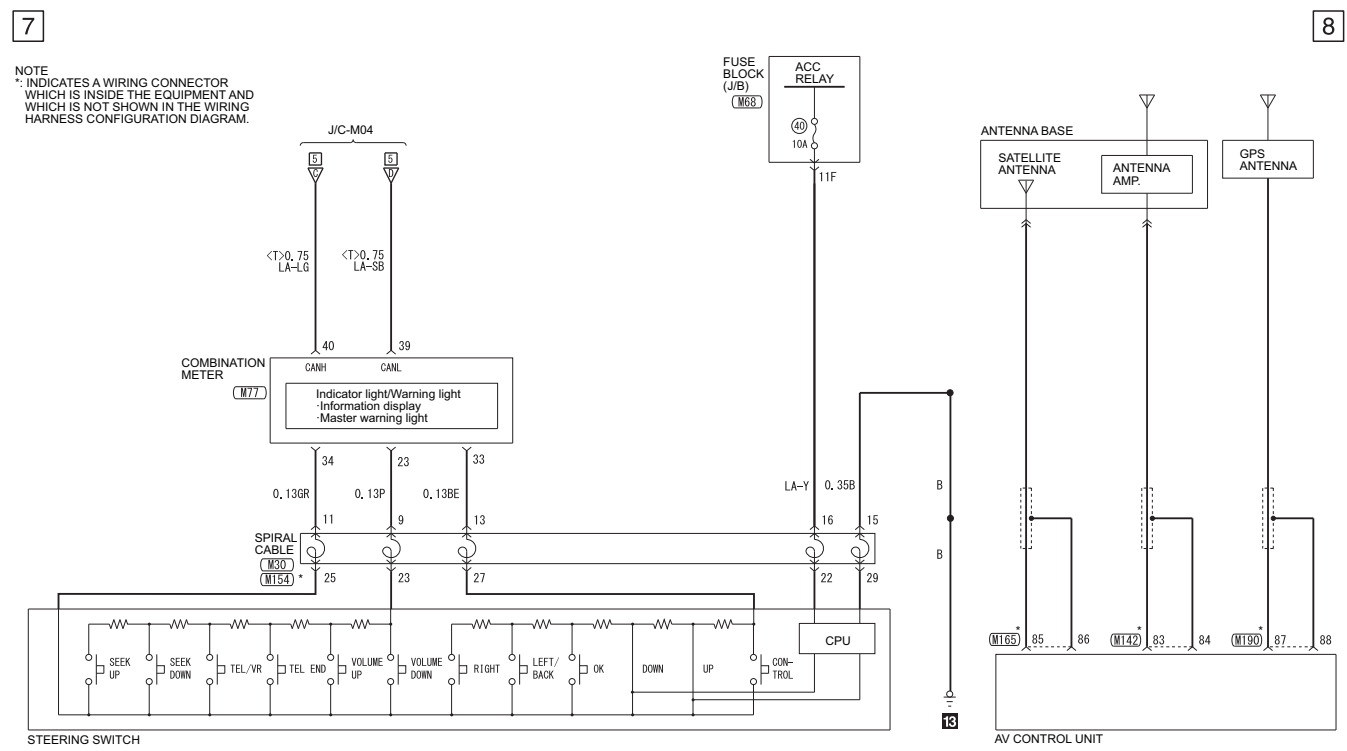 7
8
NOTE
*: INDICATES A WIRING CONNECTOR
WHICH IS INSIDE THE EQUIPMENT AND
WHICH IS NOT SHOWN IN THE WIRING
HARNESS CONFIGURATION DIAGRAM.
J/C-M04
5
C
5
D
<T>0.75
LA-LG
<T>0.75
LA-SB
FUSE
BLOCK
(J/B)
M68
ACC
RELAY
40
10A
11F
ANTENNA BASE
SATELLITE
ANTENNA
ANTENNA
AMP.
GPS
ANTENNA
COMBINATION
METER
M77
40
39
CANH
CANL
Indicator light/Warning light
·Information display
·Master warning light
34
23
33
0.13GR
0.13P
0.13BE
LA-Y
0.35B
B
B
11
9
13
16
15
SPIRAL
CABLE
M30
M154 *
25
23
27
22
29
SEEK
UP
SEEK
DOWN
TEL/VR
TEL END
VOLUME
UP
VOLUME
DOWN
RIGHT
LEFT/
BACK
OK
DOWN
UP
CON-
TROL
CPU
STEERING SWITCH
13
*
M165
85
86
*
M142
83
84
*
M190
87
88
AV CONTROL UNIT